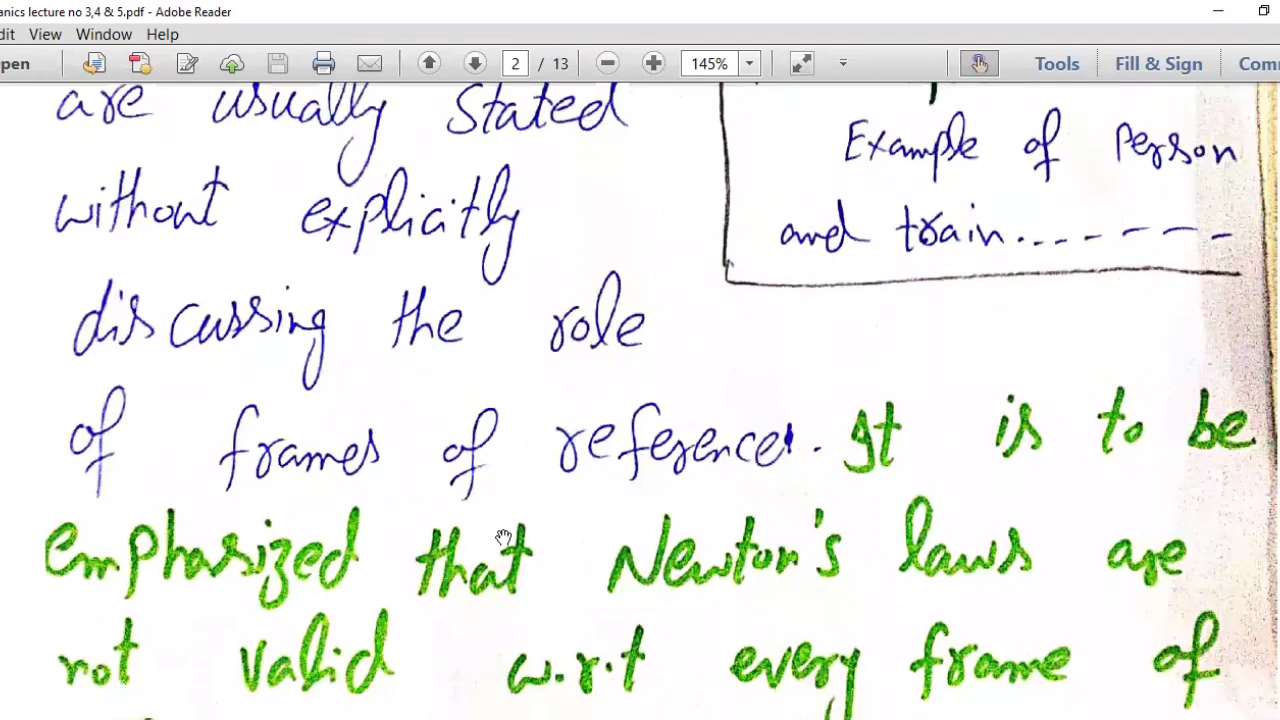 anics lecture no 3,4 & 5.pdf - Adobe Reader
dit View Window Help
pen 2 / 13 145% Tools Fill & Sign Com
are usually stated
without explicitly
discussing the role
of frames of reference. It is to be
emphasized that Newton's laws are
not valid w.r.t every frame of
Example of Person
and train..------